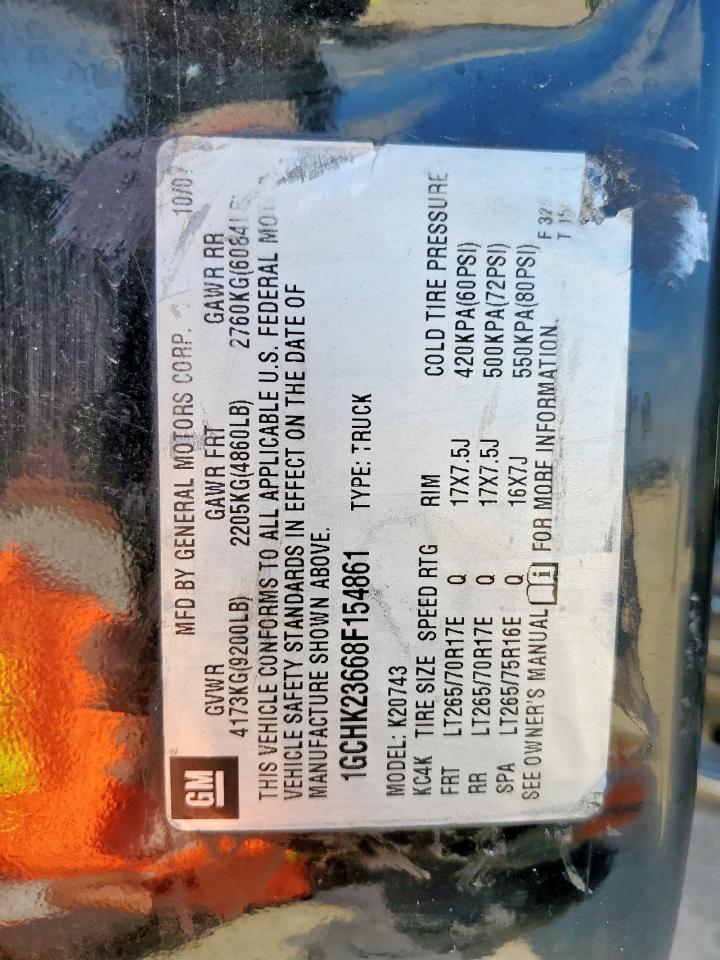 GM
MFD BY GENERAL MOTORS CORP. 10/07
GVWR GAWR FRT GAWR RR
4173KG(9200LB) 2205KG(4860LB) 2760KG(6084LB
THIS VEHICLE CONFORMS TO ALL APPLICABLE U.S. FEDERAL
VEHICLE SAFETY STANDARDS IN EFFECT ON THE DATE OF
MANUFACTURE SHOWN ABOVE.
1GCHK23668F154861 TYPE: TRUCK
MODEL: K20743
KC4K TIRE SIZE SPEED RTG RIM COLD TIRE PRESSURE
FRT LT265/70R17E Q 17X7.5J 420KPA(60PSI)
RR LT265/70R17E Q 17X7.5J 500KPA(72PSI)
SPA LT265/75R16E Q 16X7J 550KPA(80PSI)
SEE OWNER'S MANUAL i FOR MORE INFORMATION.